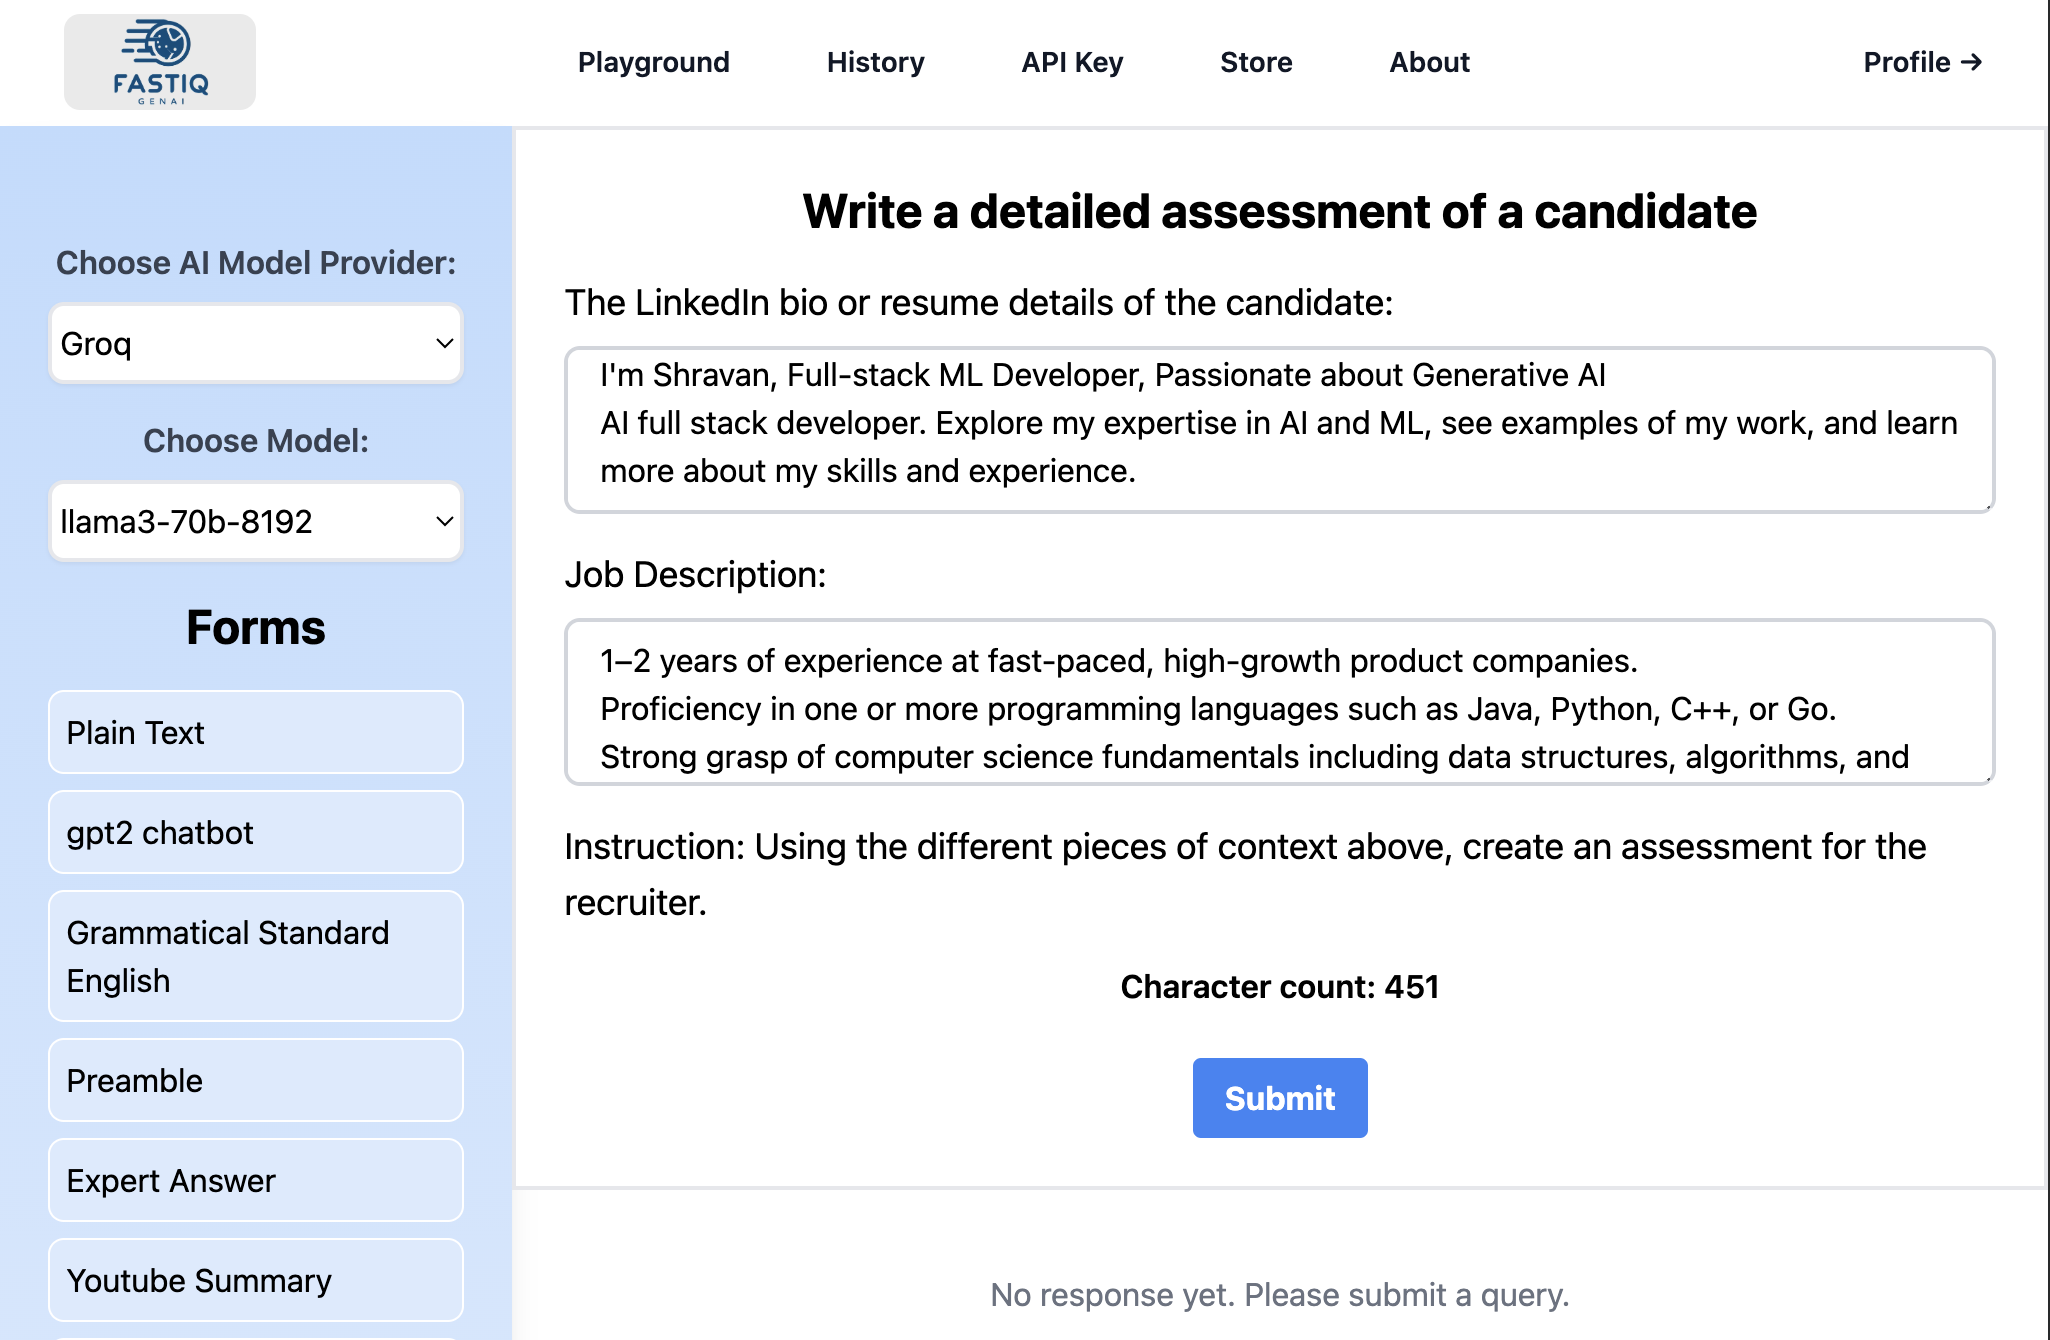 FASTIQ
GENAI
Playground
History
API Key
Store
About
Profile →
Choose AI Model Provider:
Groq
Choose Model:
llama3-70b-8192
Forms
Plain Text
gpt2 chatbot
Grammatical Standard
English
Preamble
Expert Answer
Youtube Summary
Write a detailed assessment of a candidate
The LinkedIn bio or resume details of the candidate:
I'm Shravan, Full-stack ML Developer, Passionate about Generative AI
AI full stack developer. Explore my expertise in AI and ML, see examples of my work, and learn
more about my skills and experience.
Job Description:
1–2 years of experience at fast-paced, high-growth product companies.
Proficiency in one or more programming languages such as Java, Python, C++, or Go.
Strong grasp of computer science fundamentals including data structures, algorithms, and
Instruction: Using the different pieces of context above, create an assessment for the
recruiter.
Character count: 451
Submit
No response yet. Please submit a query.